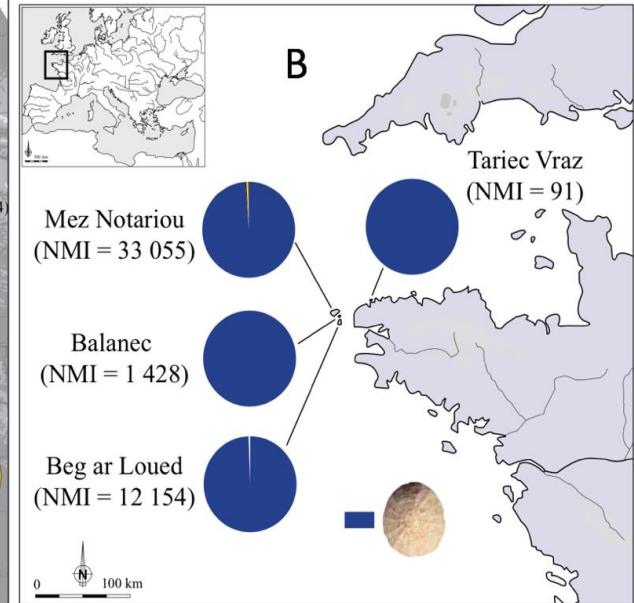 B
Tariec Vraz
(NMI = 91)
4)
Mez Notariou
(NMI = 33 055)
Balanec
(NMI = 1 428)
Beg ar Loued
(NMI = 12 154)
N
0 100 km